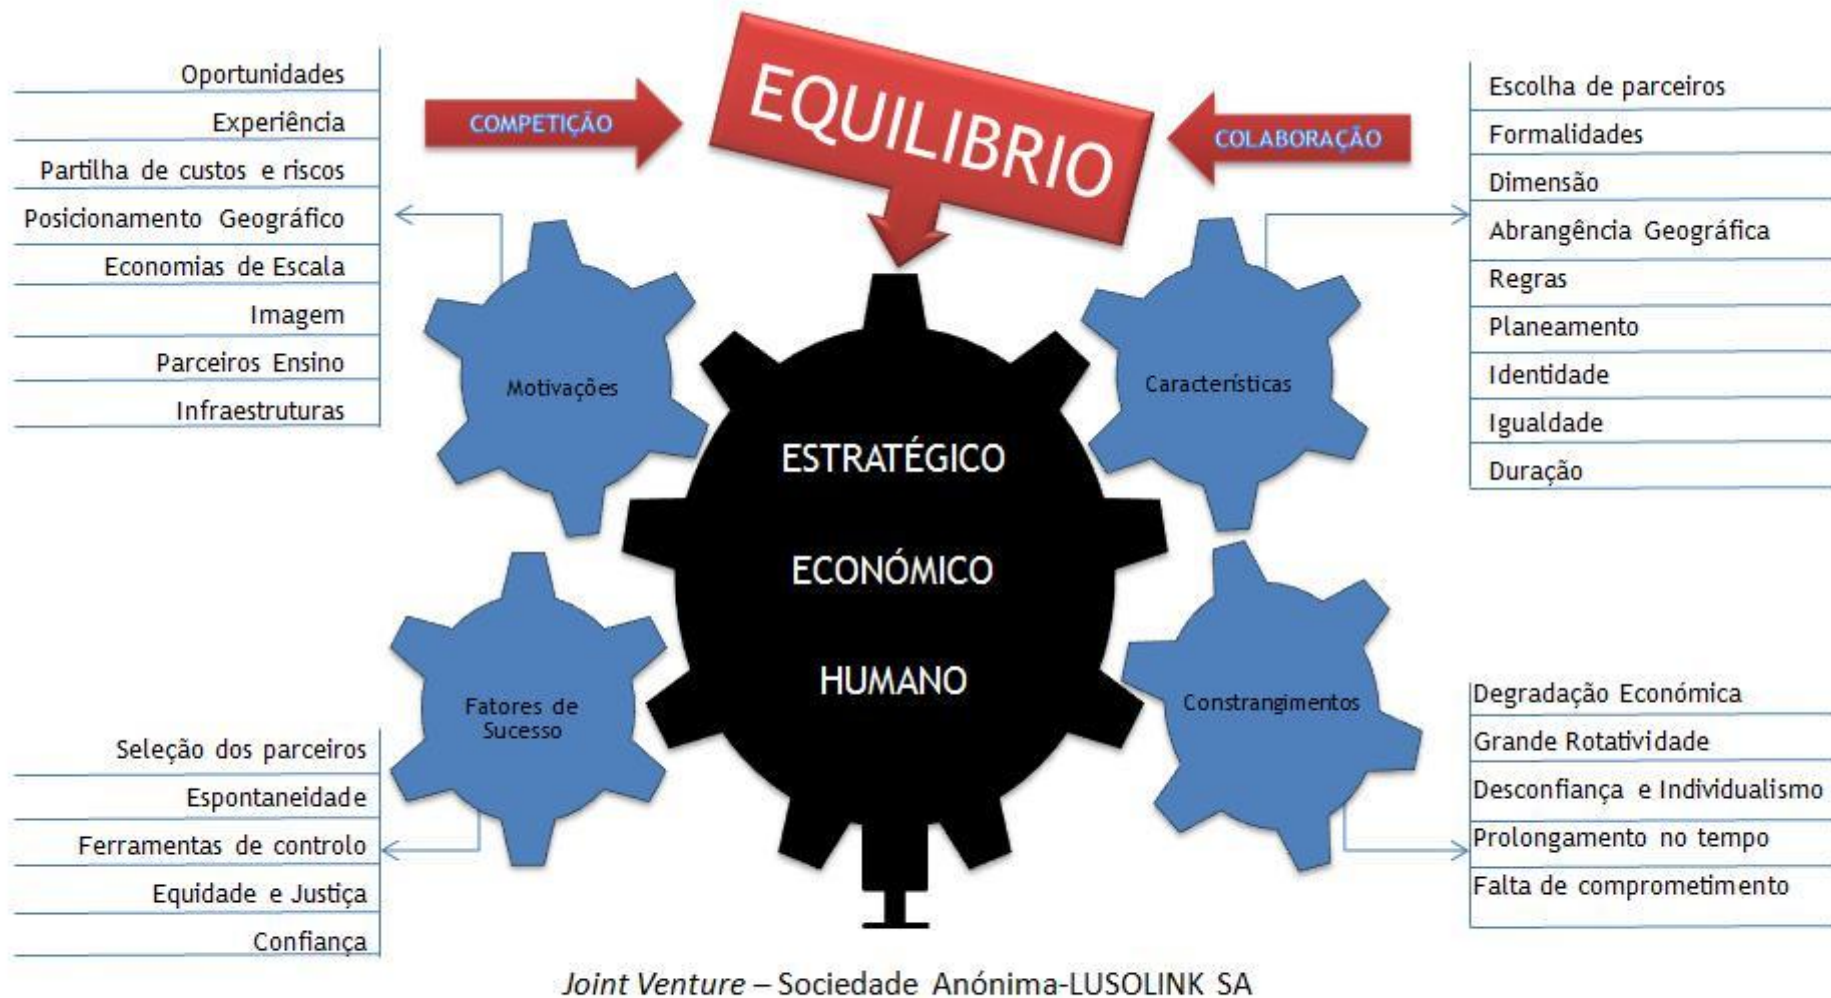 EQUILIBRIO
COMPETIÇÃO
COLABORAÇÃO
Oportunidades
Experiência
Partilha de custos e riscos
Posicionamento Geográfico
Economias de Escala
Imagem
Parceiros Ensino
Infraestruturas
Motivações
Escolha de parceiros
Formalidades
Dimensão
Abrangência Geográfica
Regras
Planeamento
Identidade
Igualdade
Duração
Características
ESTRATÉGICO
ECONÓMICO
HUMANO
Fatores de
Sucesso
Seleção dos parceiros
Espontaneidade
Ferramentas de controlo
Equidade e Justiça
Confiança
Constrangimentos
Degradação Económica
Grande Rotatividade
Desconfiança e Individualismo
Prolongamento no tempo
Falta de comprometimento
Joint Venture – Sociedade Anónima-LUSOLINK SA